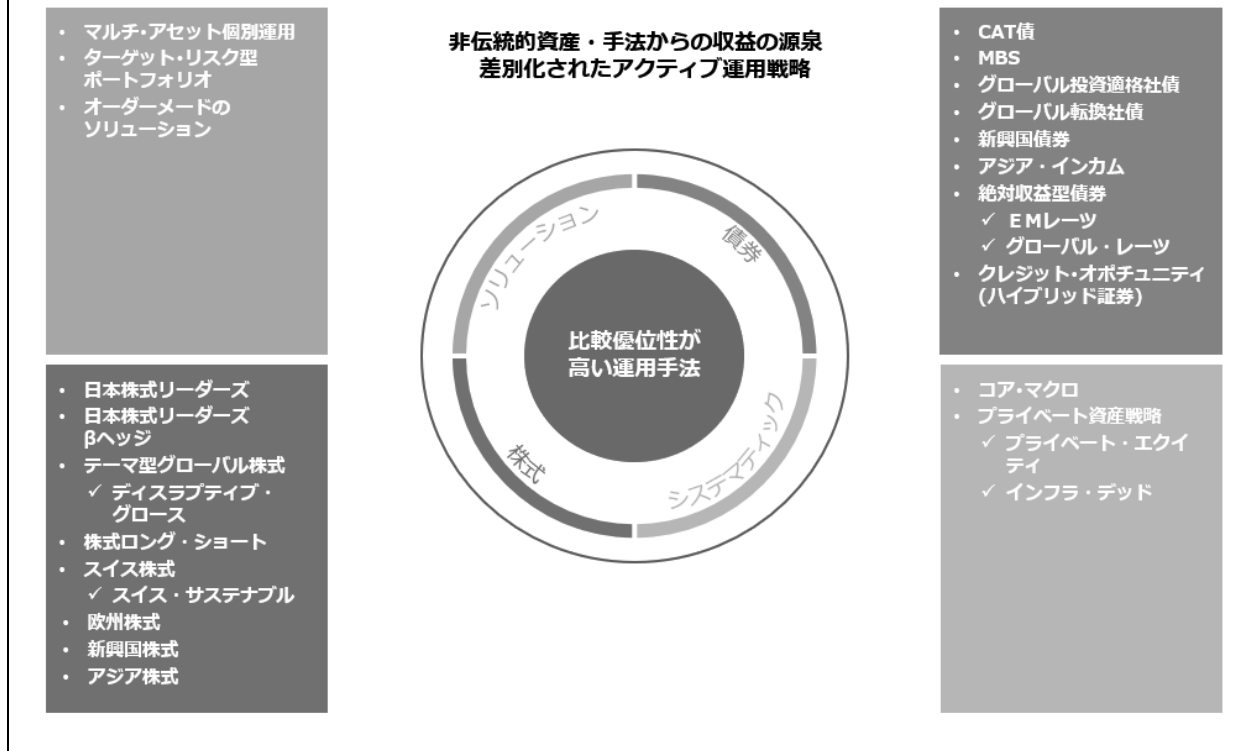 非伝統的資産・手法からの収益の源泉
差別化されたアクティブ運用戦略
・ マルチ・アセット個別運用
・ ターゲット・リスク型
ポートフォリオ
・ オーダーメードの
ソリューション
・ CAT債
・ MBS
・ グローバル投資適格社債
・ グローバル転換社債
・ 新興国債券
・ アジア・インカム
・ 絶対収益型債券
✓ EMレーツ
✓ グローバル・レーツ
・ クレジット・オポチュニティ
(ハイブリッド証券)
ソリューション
債券
比較優位性が
高い運用手法
株式
システマティック
・ 日本株式リーダーズ
・ 日本株式リーダーズ
βヘッジ
・ テーマ型グローバル株式
✓ ディスラプティブ・
グロース
・ 株式ロング・ショート
・ スイス株式
✓ スイス・サステナブル
・ 欧州株式
・ 新興国株式
・ アジア株式
・ コア・マクロ
・ プライベート資産戦略
✓ プライベート・エクイ
ティ
✓ インフラ・デッド